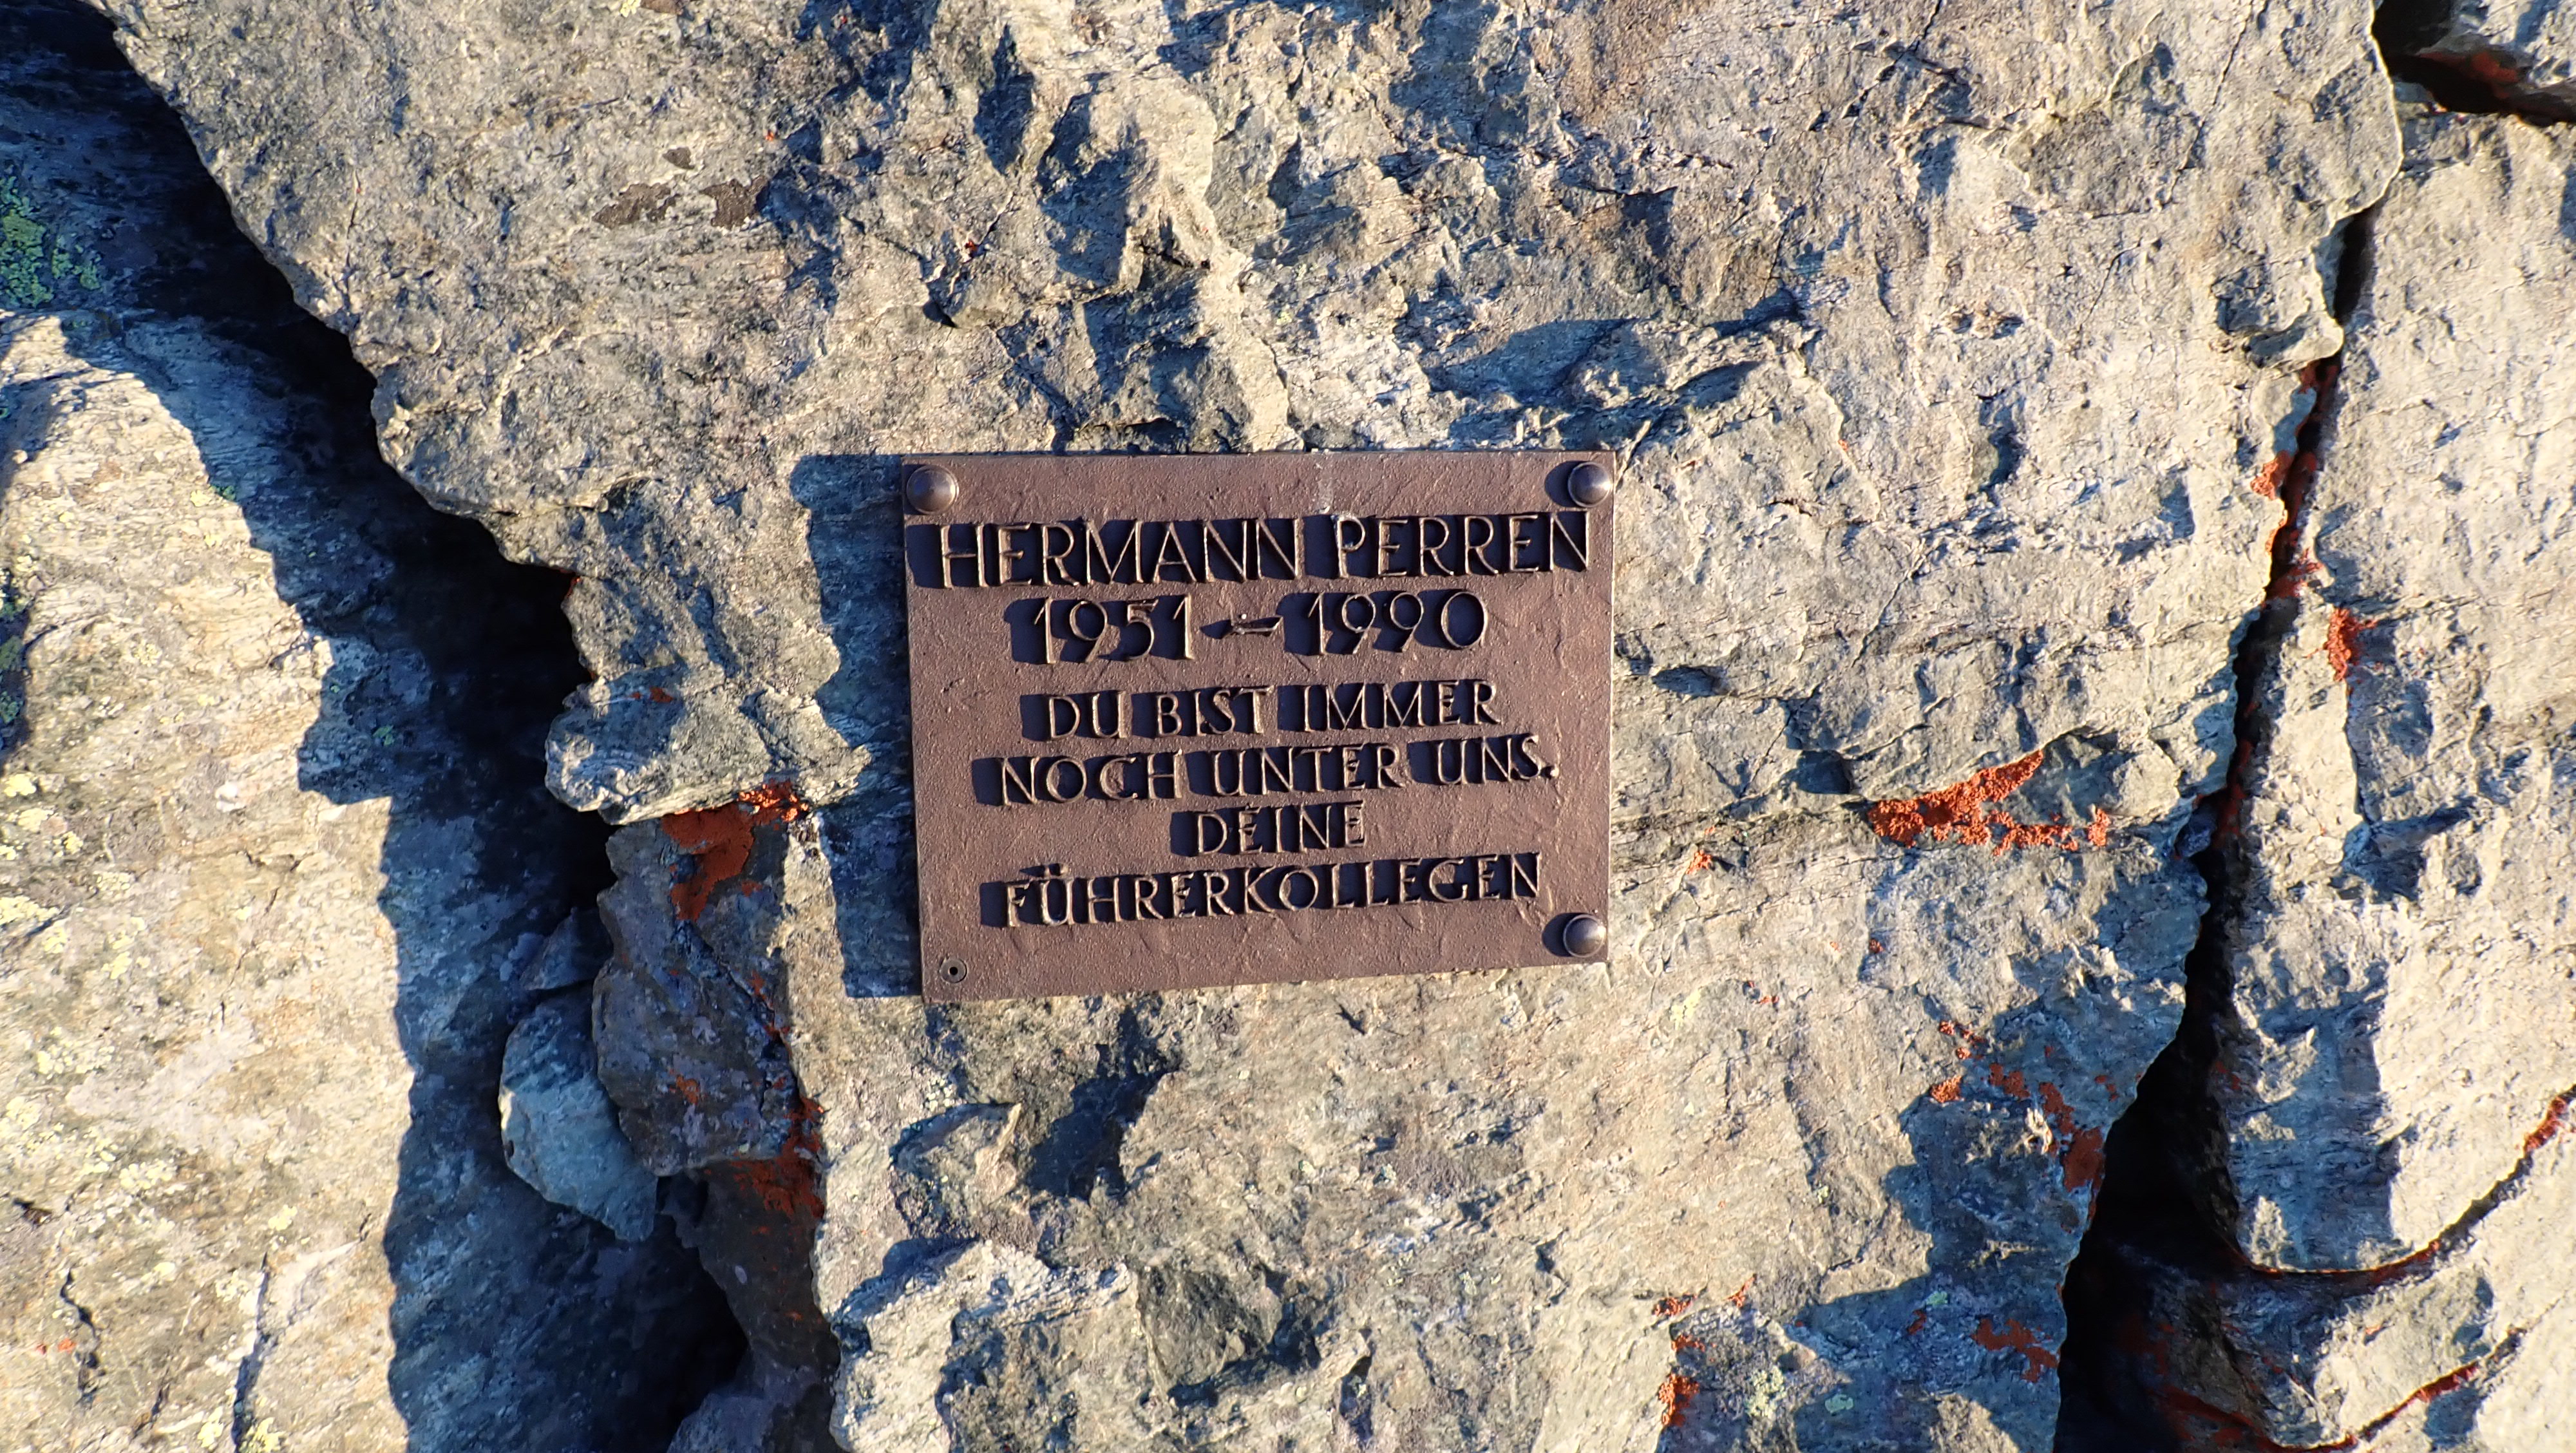 HERMANN PERREN
1951 – 1990
DU BIST IMMER
NOCH UNTER UNS.
DEINE
FÜHRERKOLLEGEN